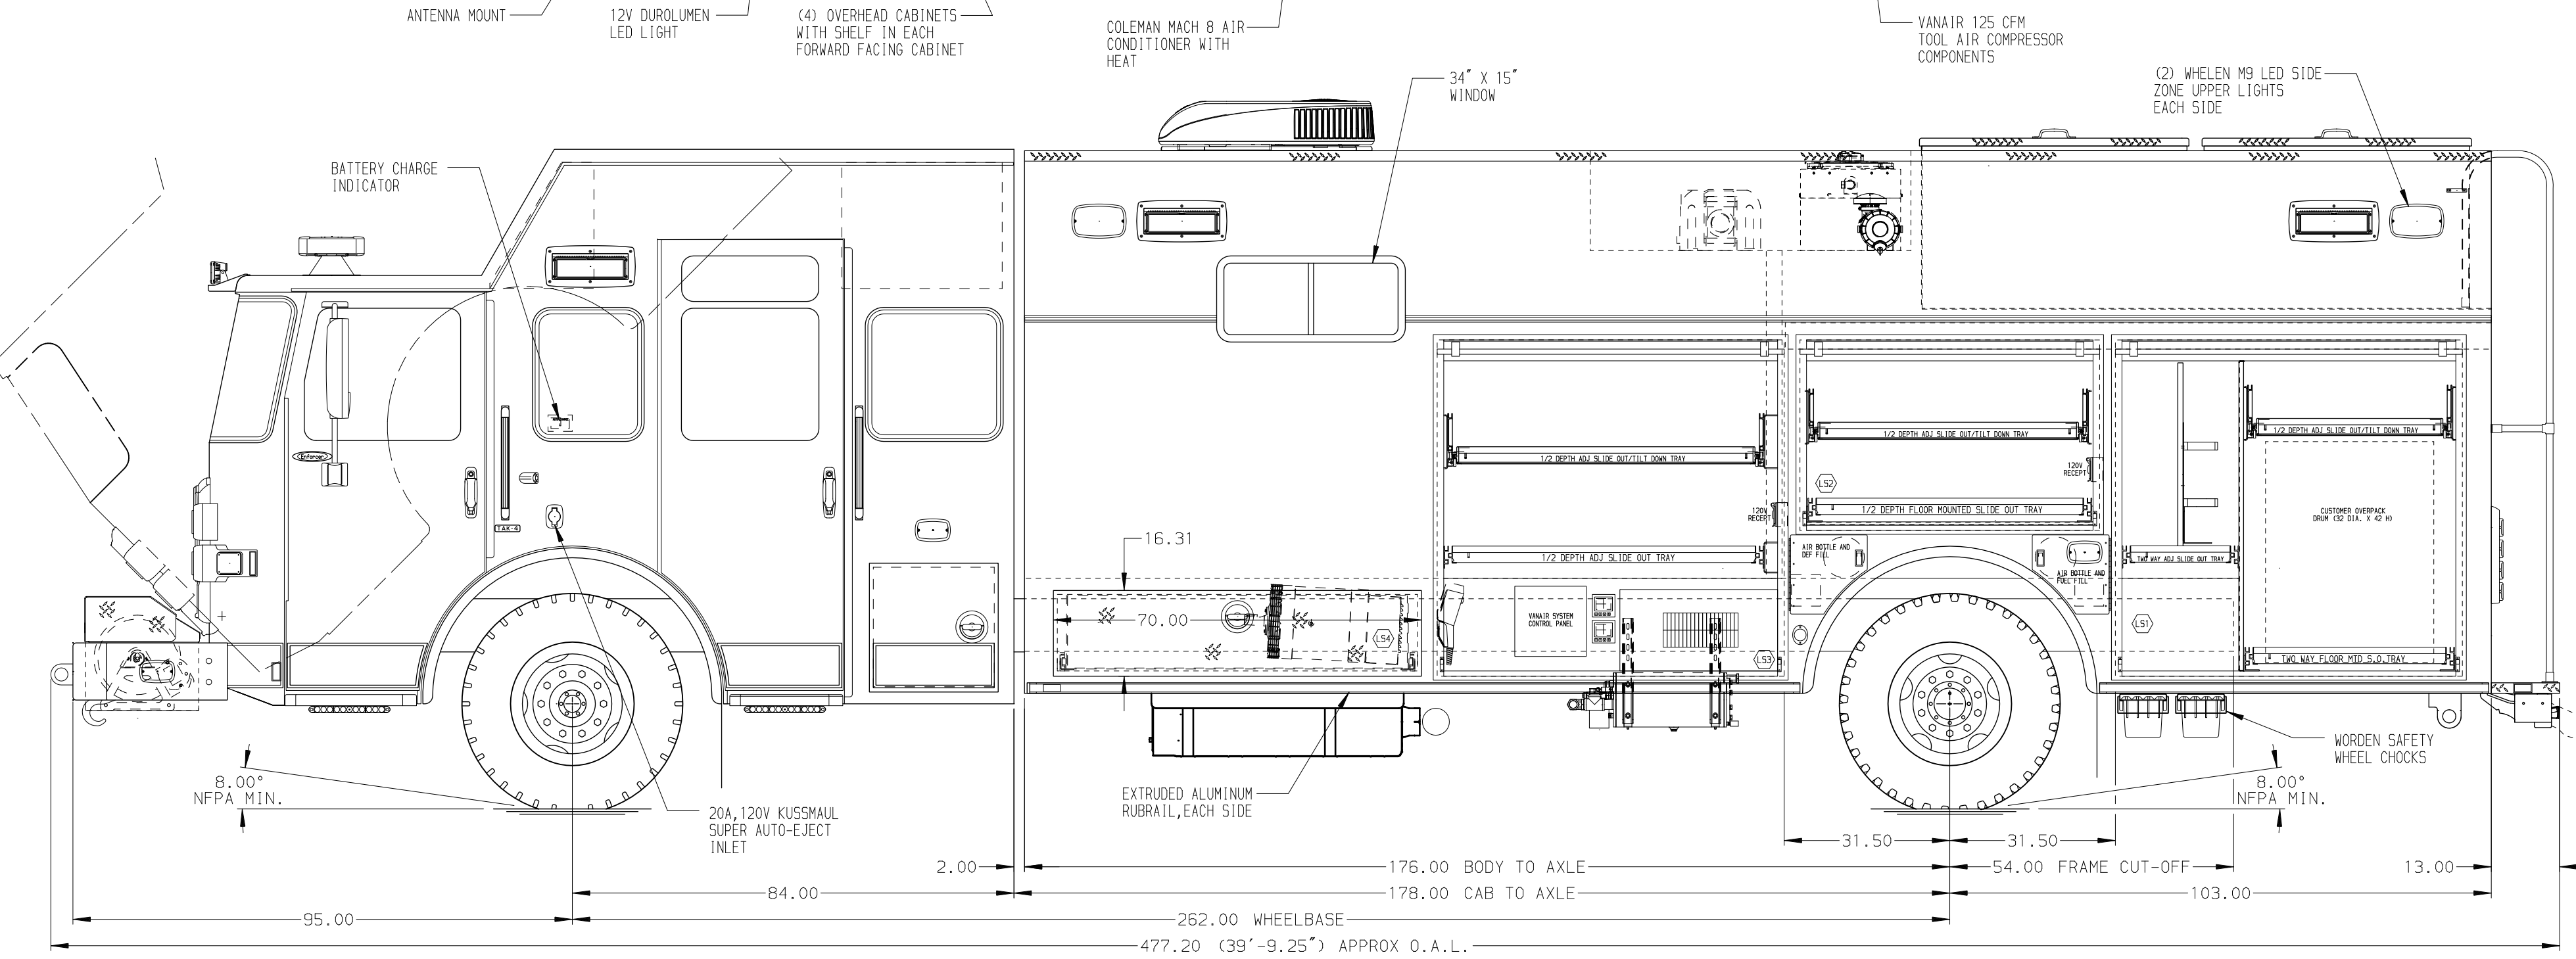 ANTENNA MOUNT
12V DUROLUMEN
LED LIGHT
(4) OVERHEAD CABINETS
WITH SHELF IN EACH
FORWARD FACING CABINET
COLEMAN MACH 8 AIR
CONDITIONER WITH
HEAT
VANAIR 125 CFM
TOOL AIR COMPRESSOR
COMPONENTS
34" X 15"
WINDOW
(2) WHELEN M9 LED SIDE
ZONE UPPER LIGHTS
EACH SIDE
BATTERY CHARGE
INDICATOR
Enforcer
TAK-4
1/2 DEPTH ADJ SLIDE OUT/TILT DOWN TRAY
1/2 DEPTH ADJ SLIDE OUT/TILT DOWN TRAY
1/2 DEPTH ADJ SLIDE OUT/TILT DOWN TRAY
120V
RECEPT
LS2
1/2 DEPTH FLOOR MOUNTED SLIDE OUT TRAY
120V
RECEPT
CUSTOMER OVERPACK
DRUM (32 DIA. X 42 H)
16.31
1/2 DEPTH ADJ SLIDE OUT TRAY
AIR BOTTLE AND
DEF FILL
AIR BOTTLE AND
FUEL FILL
TWO WAY ADJ SLIDE OUT TRAY
70.00
LS4
VANAIR SYSTEM
CONTROL PANEL
LS3
LS1
TWO WAY FLOOR MTD S.O.TRAY
8.00°
NFPA MIN.
20A,120V KUSSMAUL
SUPER AUTO-EJECT
INLET
EXTRUDED ALUMINUM
RUBRAIL,EACH SIDE
WORDEN SAFETY
WHEEL CHOCKS
8.00°
NFPA MIN.
31.50
31.50
2.00
176.00 BODY TO AXLE
54.00 FRAME CUT-OFF
13.00
84.00
178.00 CAB TO AXLE
103.00
95.00
262.00 WHEELBASE
477.20 (39'-9.25") APPROX O.A.L.